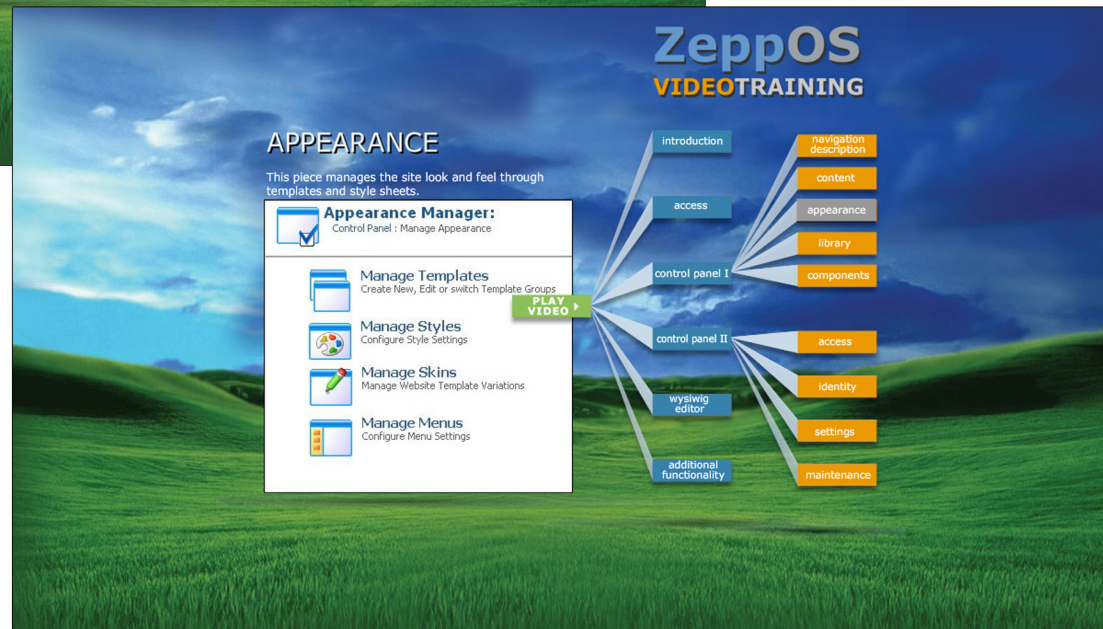 ZeppOS
VIDEOTRAINING
APPEARANCE
This piece manages the site look and feel through
templates and style sheets.
Appearance Manager:
Control Panel : Manage Appearance
Manage Templates
Create New, Edit or switch Template Groups
PLAY
VIDEO
Manage Styles
Configure Style Settings
Manage Skins
Manage Website Template Variations
Manage Menus
Configure Menu Settings
introduction
access
control panel I
control panel II
wysiwig
editor
additional
functionality
navigation
description
content
appearance
library
components
access
identity
settings
maintenance